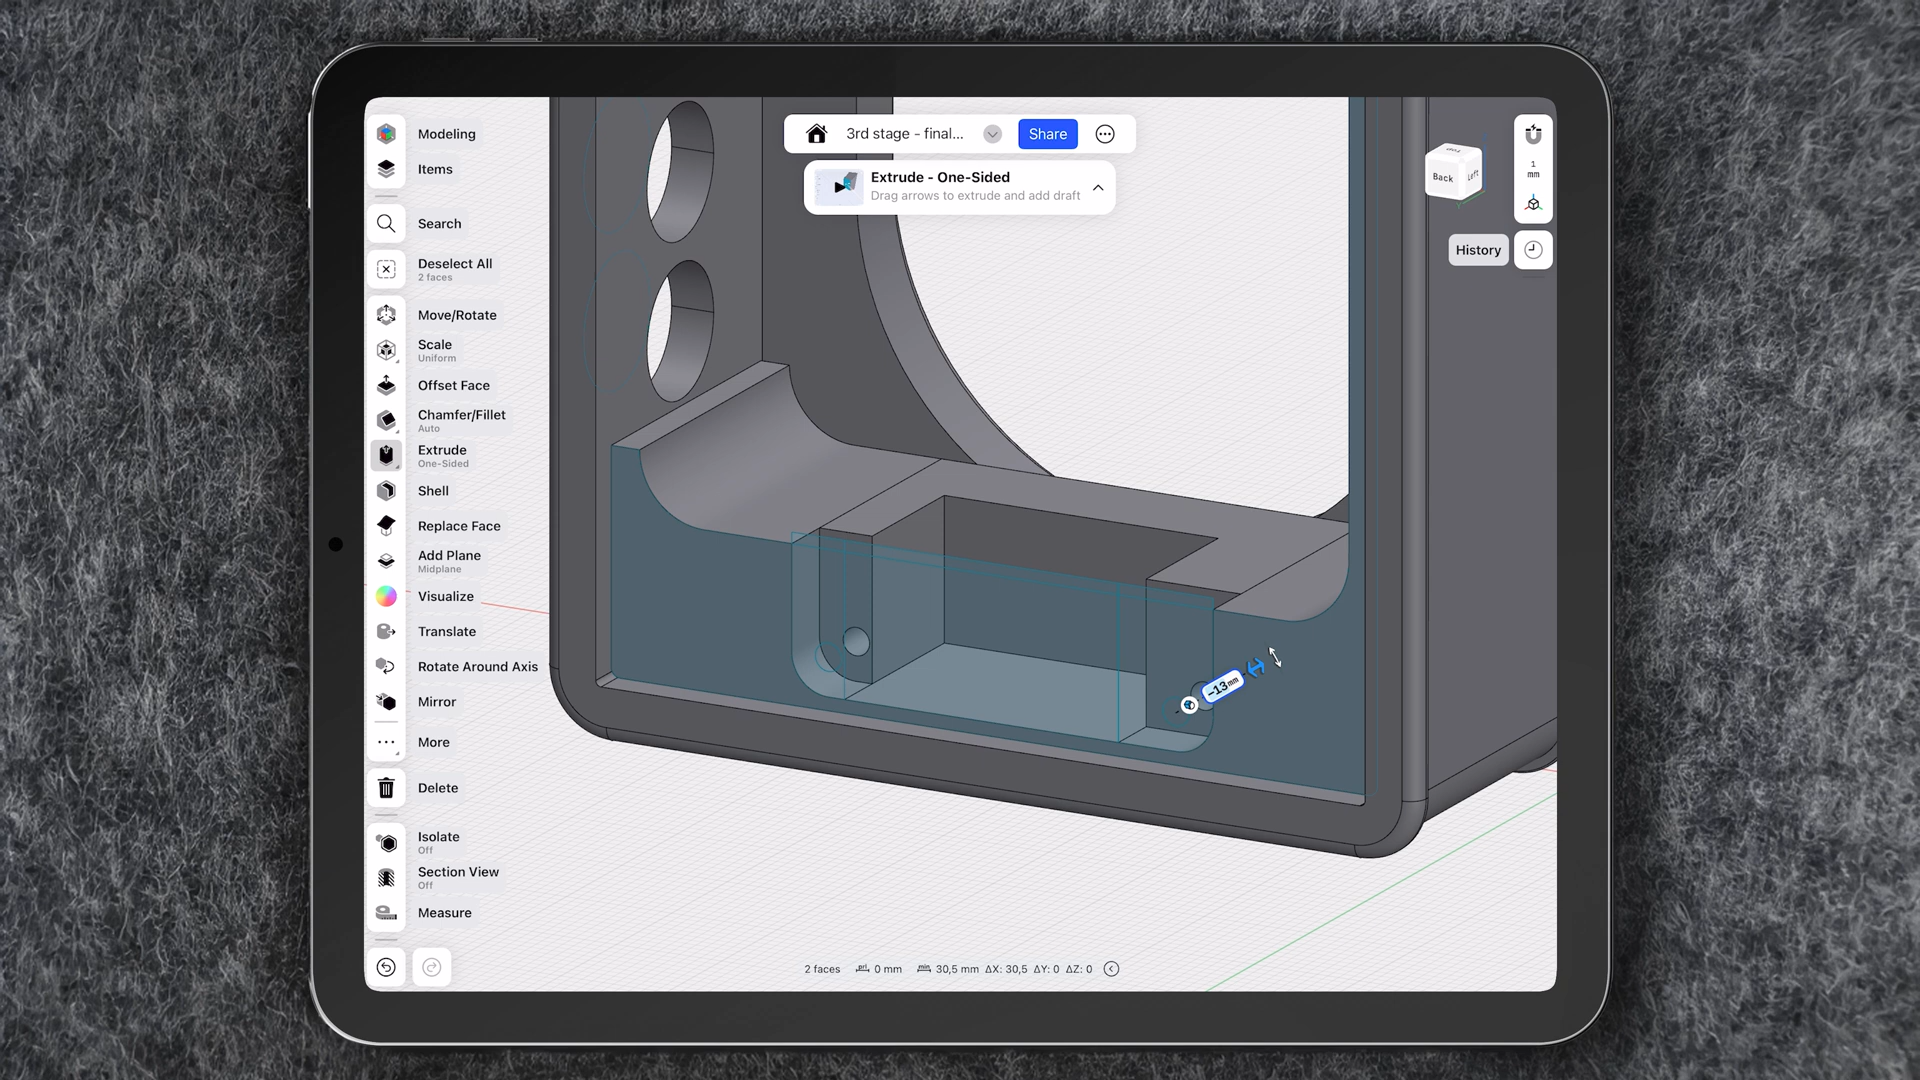 Modeling
Items
Search
Deselect All
2 faces
Move/Rotate
Scale
Uniform
Offset Face
Chamfer/Fillet
Auto
Extrude
One-Sided
Shell
Replace Face
Add Plane
Midplane
Visualize
Translate
Rotate Around Axis
Mirror
More
Delete
Isolate
Off
Section View
Off
Measure
3rd stage - final...
Share
Extrude - One-Sided
Drag arrows to extrude and add draft
Top
Back
Left
1
mm
History
-13mm
2 faces 0 mm min 30,5 mm ΔX: 30,5 ΔY: 0 ΔZ: 0